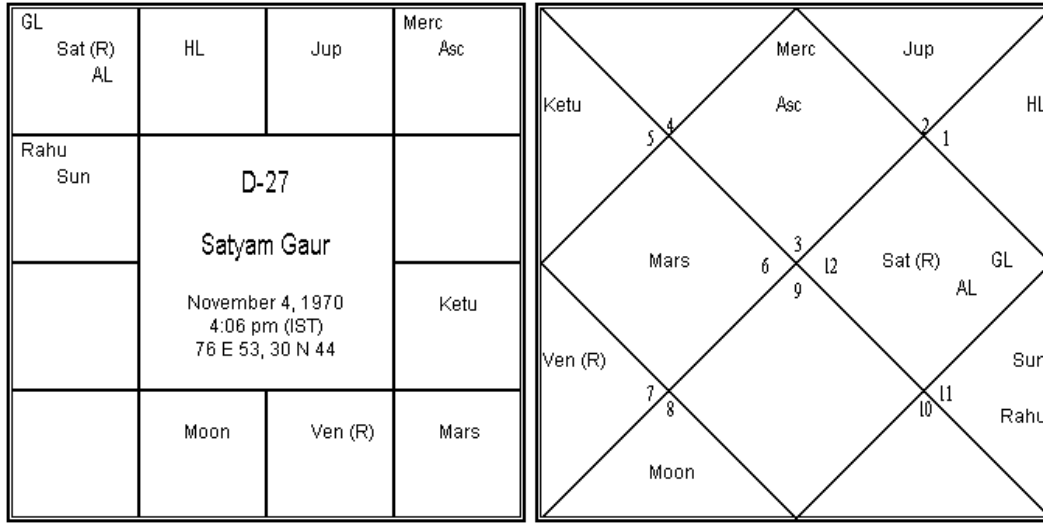 GL
Sat (R)
AL
HL
Jup
Merc
Asc
Rahu
Sun
D-27
Satyam Gaur
November 4, 1970
4:06 pm (IST)
76 E 53, 30 N 44
Ketu
Moon
Ven (R)
Mars
Merc
Jup
Ketu
Asc
HL
4
2
5
1
3
Mars
6
12
Sat (R)
GL
9
AL
Ven (R)
Sun
7
11
8
10
Rahu
Moon